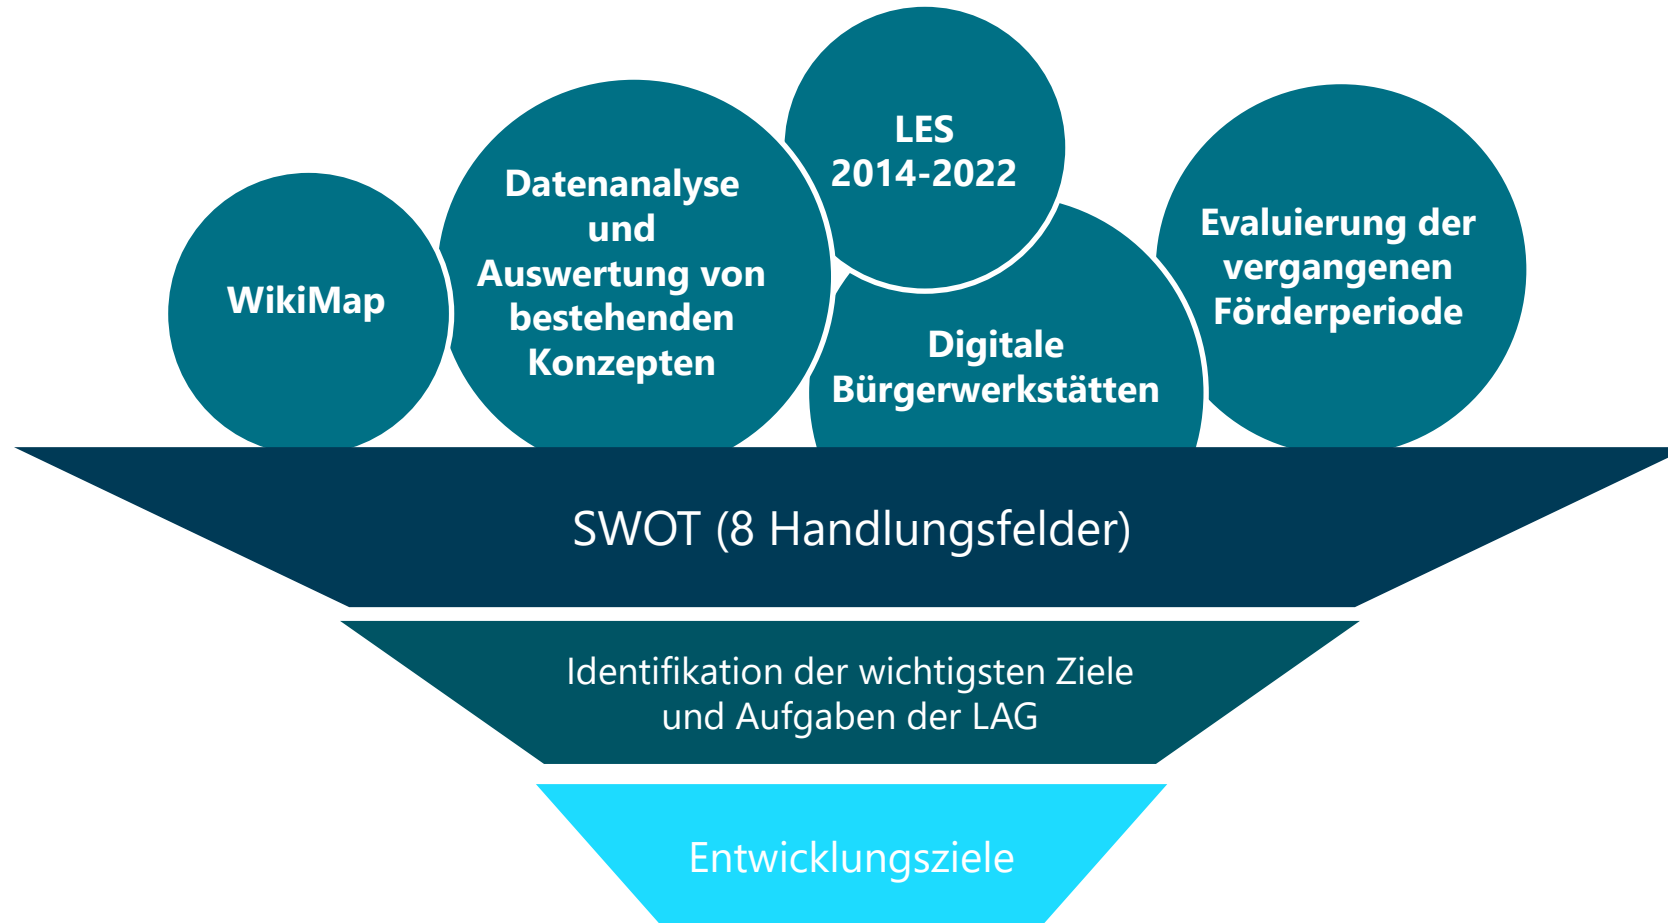 WikiMap
Datenanalyse
und
Auswertung von
bestehenden
Konzepten
LES
2014-2022
Digitale
Bürgerwerkstätten
Evaluierung der
vergangenen
Förderperiode
SWOT (8 Handlungsfelder)
Identifikation der wichtigsten Ziele
und Aufgaben der LAG
Entwicklungsziele